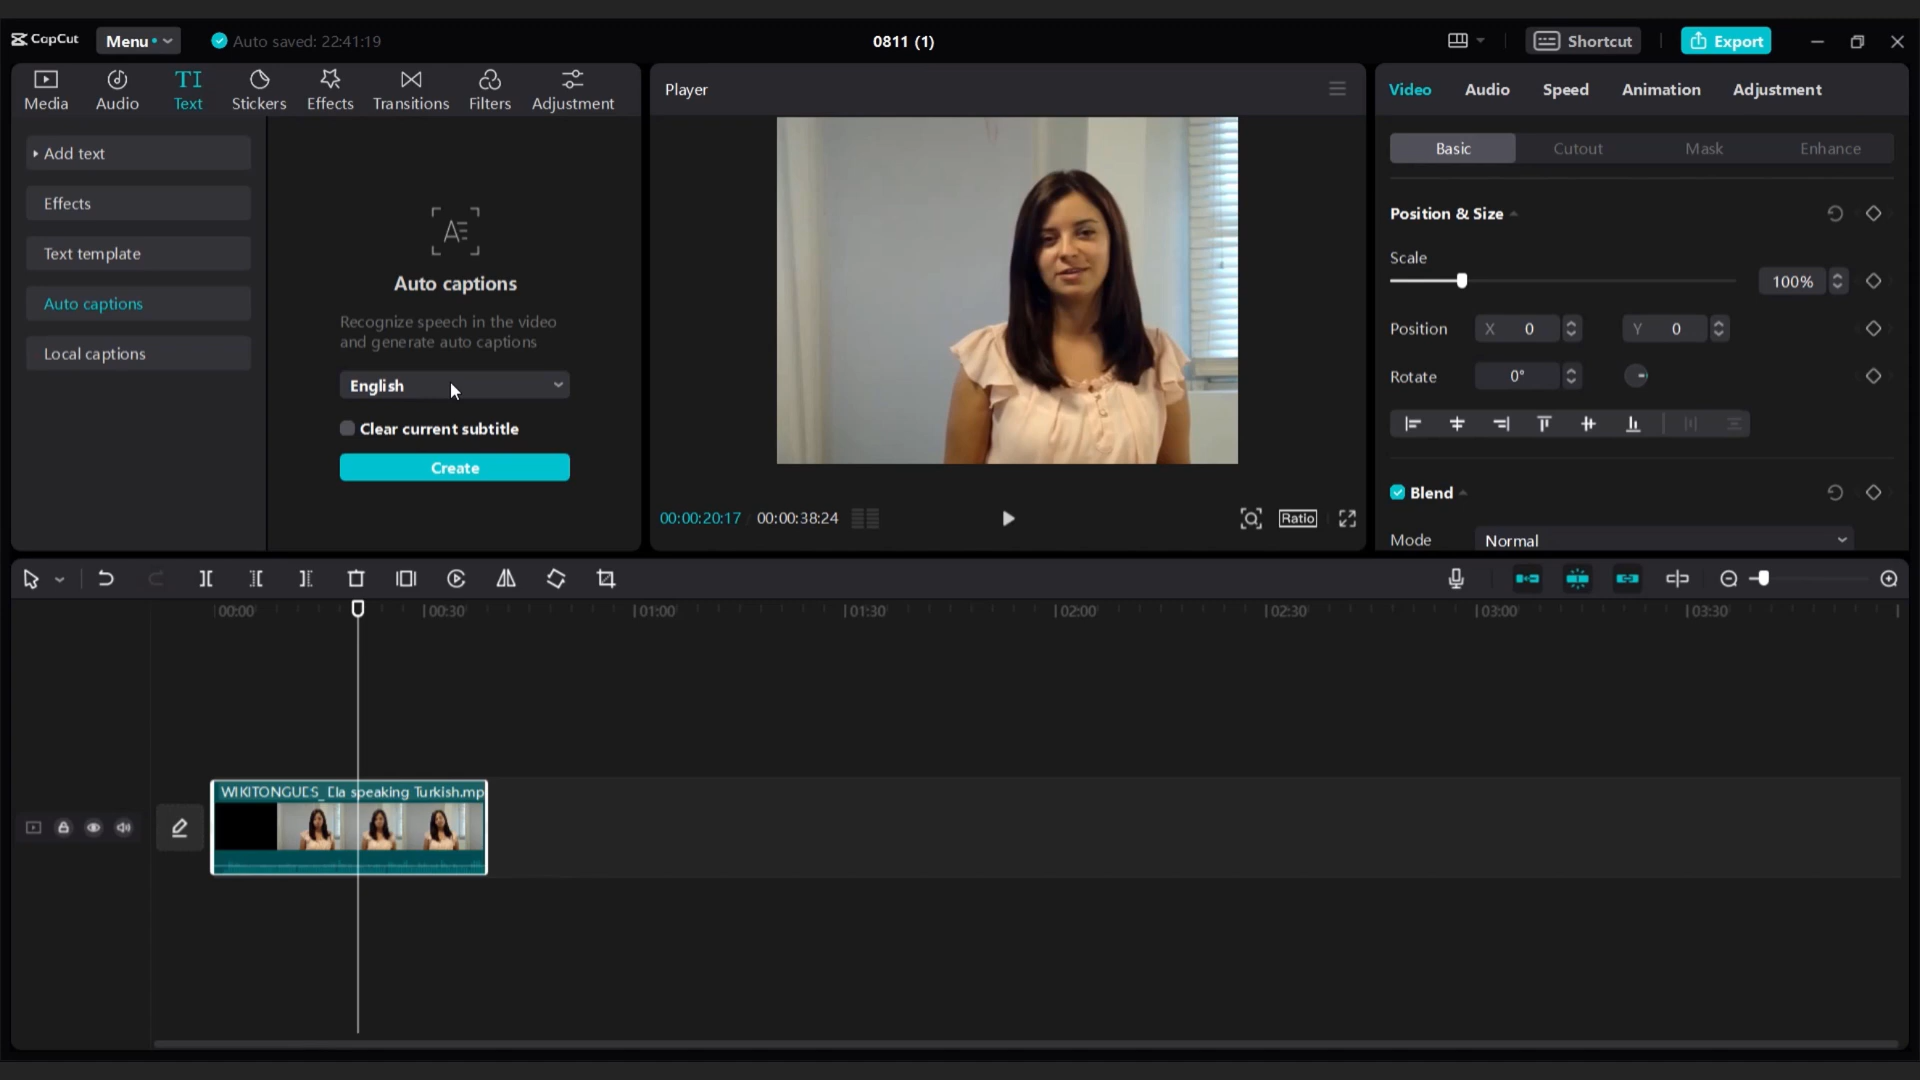 CapCut
Menu
Auto saved: 22:41:19
0811 (1)
Shortcut
Export
Media
Audio
Text
Stickers
Effects
Transitions
Filters
Adjustment
Add text
Effects
Text template
Auto captions
Local captions
Auto captions
Recognize speech in the video
and generate auto captions
English
Clear current subtitle
Create
Player
00:00:20:17
00:00:38:24
Ratio
Video
Audio
Speed
Animation
Adjustment
Basic
Cutout
Mask
Enhance
Position & Size
Scale
100%
Position
X 0
Y 0
Rotate
0°
Blend
Mode
Normal
00:00
00:30
01:00
01:30
02:00
02:30
03:00
03:30
WIKITONGUES_ Ela speaking Turkish.mp